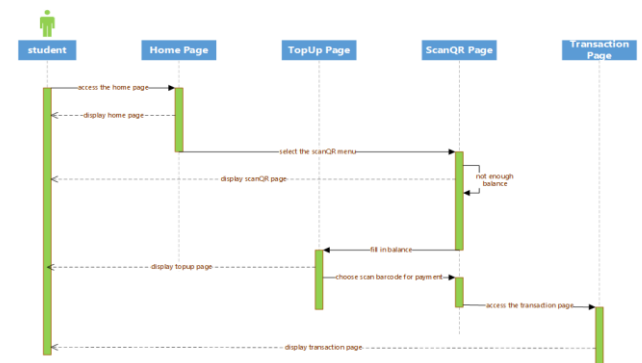 student
Home Page
TopUp Page
ScanQR Page
Transaction
Page
access the home page
display home page
select the scanQR menu
not enough
balance
display scanQR page
fill in balance
display topup page
choose scan barcode for payment
access the transaction page
display transaction page